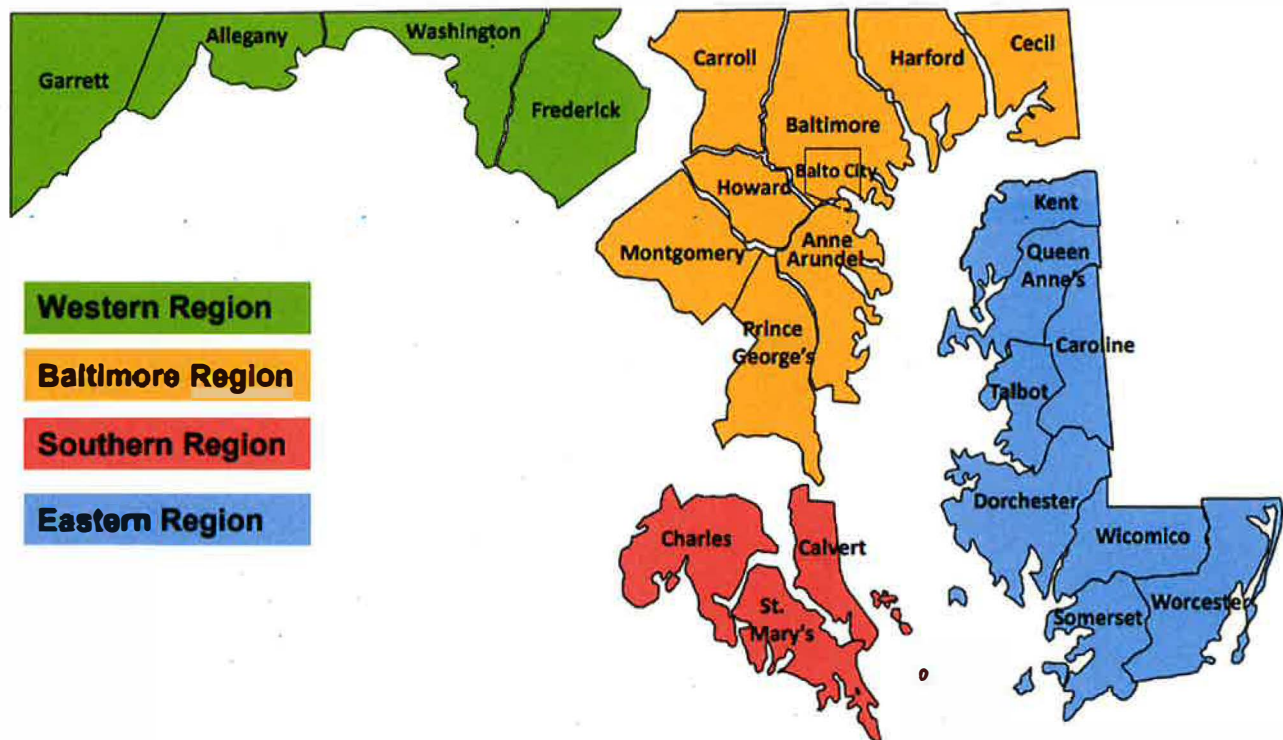 Garrett
Allegany
Washington
Frederick
Carroll
Baltimore
Harford
Cecil
Balto City
Howard
Montgomery
Anne
Arundel
Prince
George's
Kent
Queen
Anne's
Caroline
Talbot
Dorchester
Wicomico
Somerset
Worcester
Charles
Calvert
St.
Mary's
Western Region
Baltimore Region
Southern Region
Eastern Region